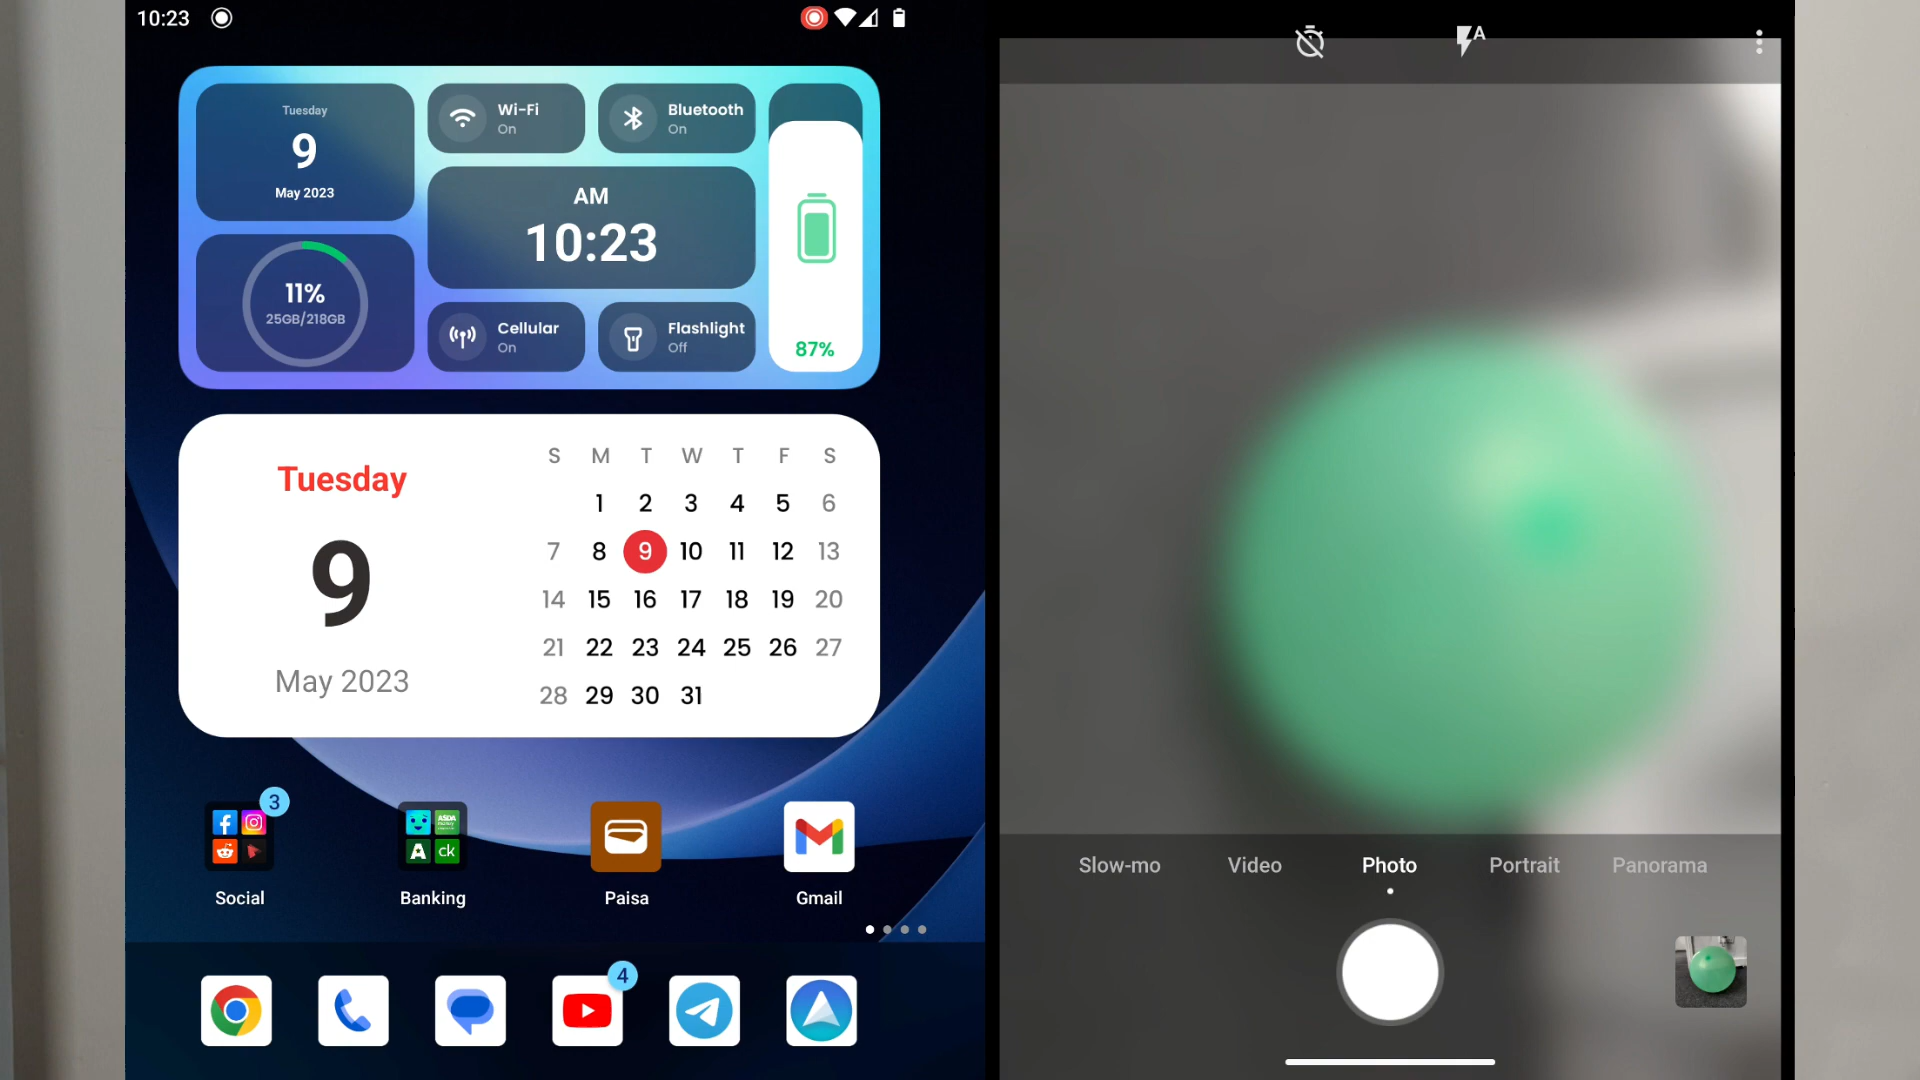 10:23
Tuesday
9
May 2023
11%
25GB/218GB
Wi-Fi
On
Bluetooth
On
AM
10:23
Cellular
On
Flashlight
Off
87%
Tuesday
9
May 2023
S M T W T F S
1 2 3 4 5 6
7 8 9 10 11 12 13
14 15 16 17 18 19 20
21 22 23 24 25 26 27
28 29 30 31
3
ASDA
A
ck
Social
Banking
Paisa
Gmail
4
A
Slow-mo
Video
Photo
Portrait
Panorama